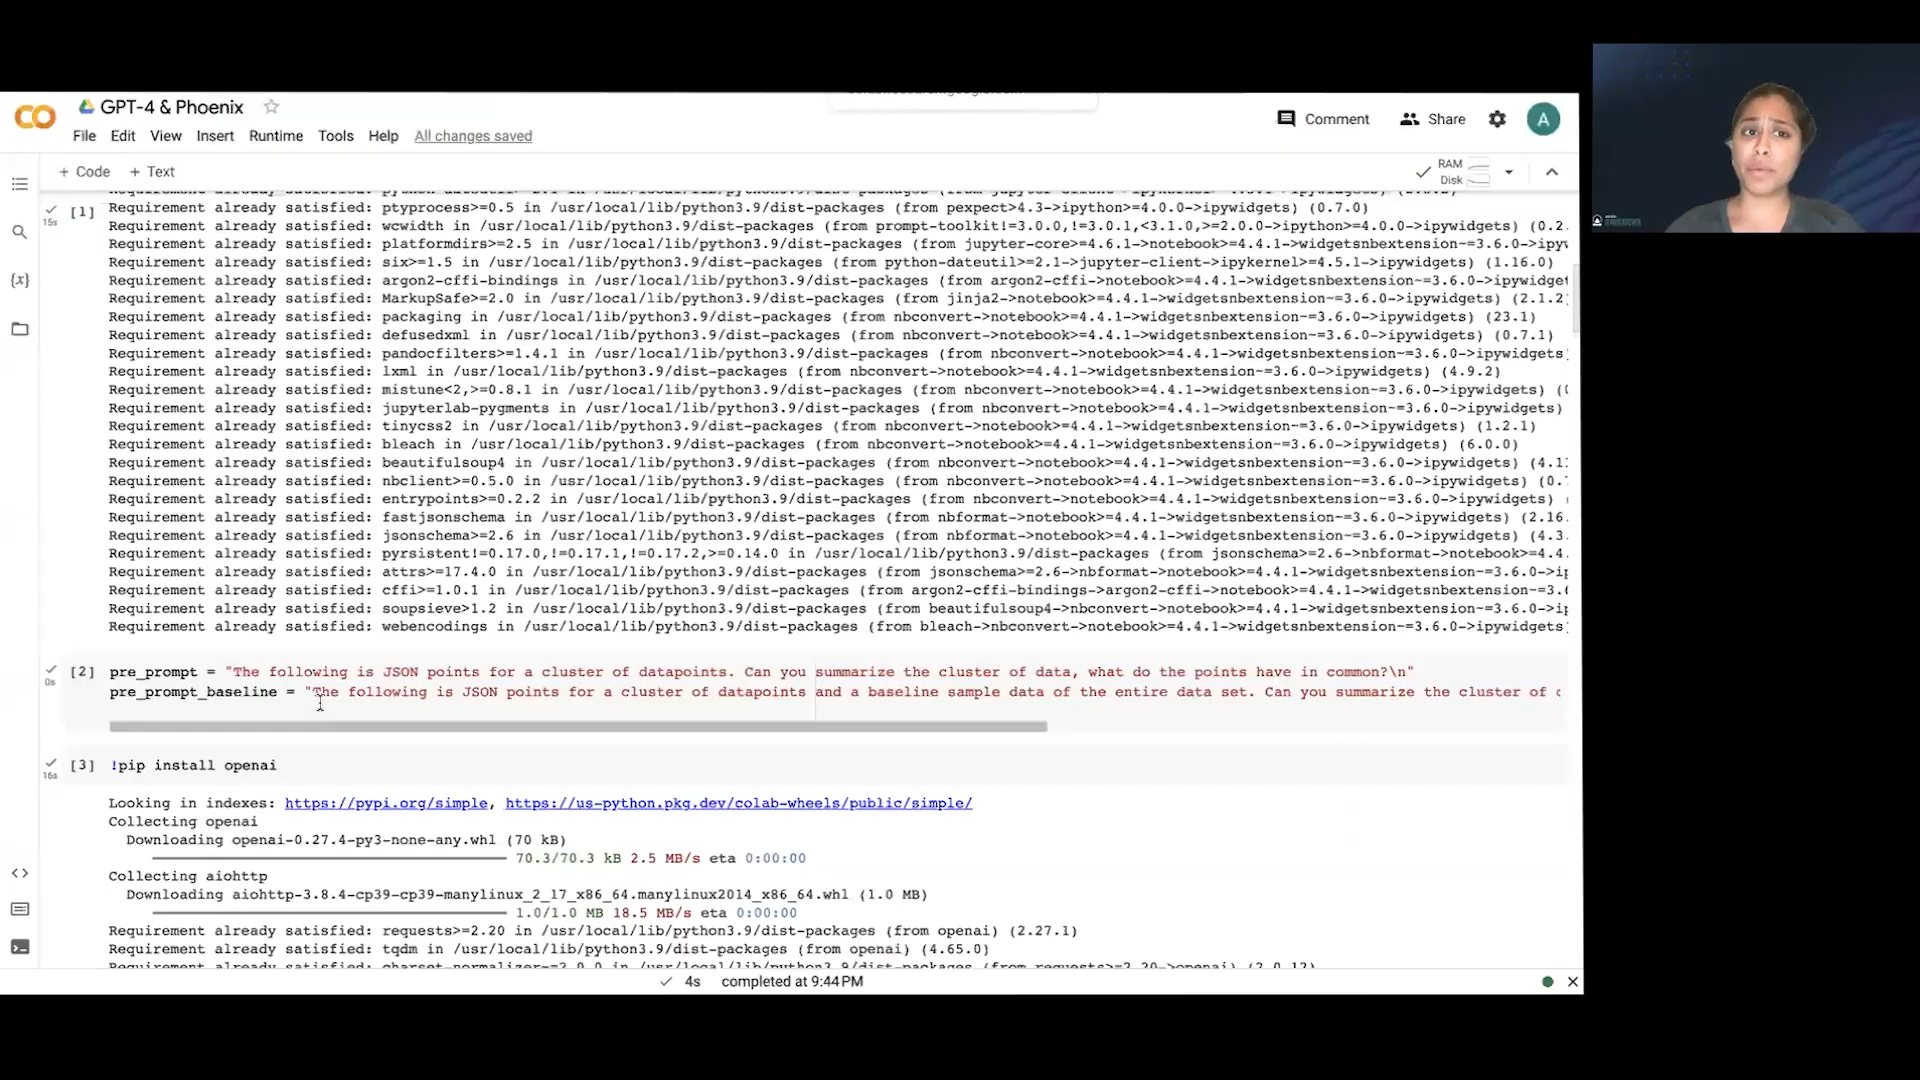 GPT-4 & Phoenix
File Edit View Insert Runtime Tools Help All changes saved
Comment Share A
+ Code + Text
RAM
Disk
[1] 15s
Requirement already satisfied: ptyprocess>=0.5 in /usr/local/lib/python3.9/dist-packages (from pexpect>4.3->ipython>=4.0.0->ipywidgets) (0.7.0)
Requirement already satisfied: wcwidth in /usr/local/lib/python3.9/dist-packages (from prompt-toolkit!=3.0.0,!=3.0.1,<3.1.0,>=2.0.0->ipython>=4.0.0->ipywidgets) (0.2.
Requirement already satisfied: platformdirs>=2.5 in /usr/local/lib/python3.9/dist-packages (from jupyter-core>=4.6.1->notebook>=4.4.1->widgetsnbextension~=3.6.0->ipyw
Requirement already satisfied: six>=1.5 in /usr/local/lib/python3.9/dist-packages (from python-dateutil>=2.1->jupyter-client->ipykernel>=4.5.1->ipywidgets) (1.16.0)
Requirement already satisfied: argon2-cffi-bindings in /usr/local/lib/python3.9/dist-packages (from argon2-cffi->notebook>=4.4.1->widgetsnbextension~=3.6.0->ipywidget
Requirement already satisfied: MarkupSafe>=2.0 in /usr/local/lib/python3.9/dist-packages (from jinja2->notebook>=4.4.1->widgetsnbextension~=3.6.0->ipywidgets) (2.1.2)
Requirement already satisfied: packaging in /usr/local/lib/python3.9/dist-packages (from nbconvert->notebook>=4.4.1->widgetsnbextension~=3.6.0->ipywidgets) (23.1)
Requirement already satisfied: defusedxml in /usr/local/lib/python3.9/dist-packages (from nbconvert->notebook>=4.4.1->widgetsnbextension~=3.6.0->ipywidgets) (0.7.1)
Requirement already satisfied: pandocfilters>=1.4.1 in /usr/local/lib/python3.9/dist-packages (from nbconvert->notebook>=4.4.1->widgetsnbextension~=3.6.0->ipywidgets)
Requirement already satisfied: lxml in /usr/local/lib/python3.9/dist-packages (from nbconvert->notebook>=4.4.1->widgetsnbextension~=3.6.0->ipywidgets) (4.9.2)
Requirement already satisfied: mistune<2,>=0.8.1 in /usr/local/lib/python3.9/dist-packages (from nbconvert->notebook>=4.4.1->widgetsnbextension~=3.6.0->ipywidgets) (
Requirement already satisfied: jupyterlab-pygments in /usr/local/lib/python3.9/dist-packages (from nbconvert->notebook>=4.4.1->widgetsnbextension~=3.6.0->ipywidgets)
Requirement already satisfied: tinycss2 in /usr/local/lib/python3.9/dist-packages (from nbconvert->notebook>=4.4.1->widgetsnbextension~=3.6.0->ipywidgets) (1.2.1)
Requirement already satisfied: bleach in /usr/local/lib/python3.9/dist-packages (from nbconvert->notebook>=4.4.1->widgetsnbextension~=3.6.0->ipywidgets) (6.0.0)
Requirement already satisfied: beautifulsoup4 in /usr/local/lib/python3.9/dist-packages (from nbconvert->notebook>=4.4.1->widgetsnbextension~=3.6.0->ipywidgets) (4.1
Requirement already satisfied: nbclient>=0.5.0 in /usr/local/lib/python3.9/dist-packages (from nbconvert->notebook>=4.4.1->widgetsnbextension~=3.6.0->ipywidgets) (0.
Requirement already satisfied: entrypoints>=0.2.2 in /usr/local/lib/python3.9/dist-packages (from nbconvert->notebook>=4.4.1->widgetsnbextension~=3.6.0->ipywidgets)
Requirement already satisfied: fastjsonschema in /usr/local/lib/python3.9/dist-packages (from nbformat->notebook>=4.4.1->widgetsnbextension~=3.6.0->ipywidgets) (2.16.
Requirement already satisfied: jsonschema>=2.6 in /usr/local/lib/python3.9/dist-packages (from nbformat->notebook>=4.4.1->widgetsnbextension~=3.6.0->ipywidgets) (4.3.
Requirement already satisfied: pyrsistent!=0.17.0,!=0.17.1,!=0.17.2,>=0.14.0 in /usr/local/lib/python3.9/dist-packages (from jsonschema>=2.6->nbformat->notebook>=4.4.
Requirement already satisfied: attrs>=17.4.0 in /usr/local/lib/python3.9/dist-packages (from jsonschema>=2.6->nbformat->notebook>=4.4.1->widgetsnbextension~=3.6.0->ip
Requirement already satisfied: cffi>=1.0.1 in /usr/local/lib/python3.9/dist-packages (from argon2-cffi-bindings->argon2-cffi->notebook>=4.4.1->widgetsnbextension~=3.6
Requirement already satisfied: soupsieve>1.2 in /usr/local/lib/python3.9/dist-packages (from beautifulsoup4->nbconvert->notebook>=4.4.1->widgetsnbextension~=3.6.0->ip
Requirement already satisfied: webencodings in /usr/local/lib/python3.9/dist-packages (from bleach->nbconvert->notebook>=4.4.1->widgetsnbextension~=3.6.0->ipywidgets)
[2] pre_prompt = "The following is JSON points for a cluster of datapoints. Can you summarize the cluster of data, what do the points have in common?\n"
0s pre_prompt_baseline = "The following is JSON points for a cluster of datapoints and a baseline sample data of the entire data set. Can you summarize the cluster of
[3] !pip install openai
16s
Looking in indexes: https://pypi.org/simple, https://us-python.pkg.dev/colab-wheels/public/simple/
Collecting openai
Downloading openai-0.27.4-py3-none-any.whl (70 kB)
70.3/70.3 kB 2.5 MB/s eta 0:00:00
Collecting aiohttp
Downloading aiohttp-3.8.4-cp39-cp39-manylinux_2_17_x86_64.manylinux2014_x86_64.whl (1.0 MB)
1.0/1.0 MB 18.5 MB/s eta 0:00:00
Requirement already satisfied: requests>=2.20 in /usr/local/lib/python3.9/dist-packages (from openai) (2.27.1)
Requirement already satisfied: tqdm in /usr/local/lib/python3.9/dist-packages (from openai) (4.65.0)
Requirement already satisfied: charset-normalizer~=2.0.0 in /usr/local/lib/python3.9/dist-packages (from requests>=2.20->openai) (2.0.12)
4s completed at 9:44 PM